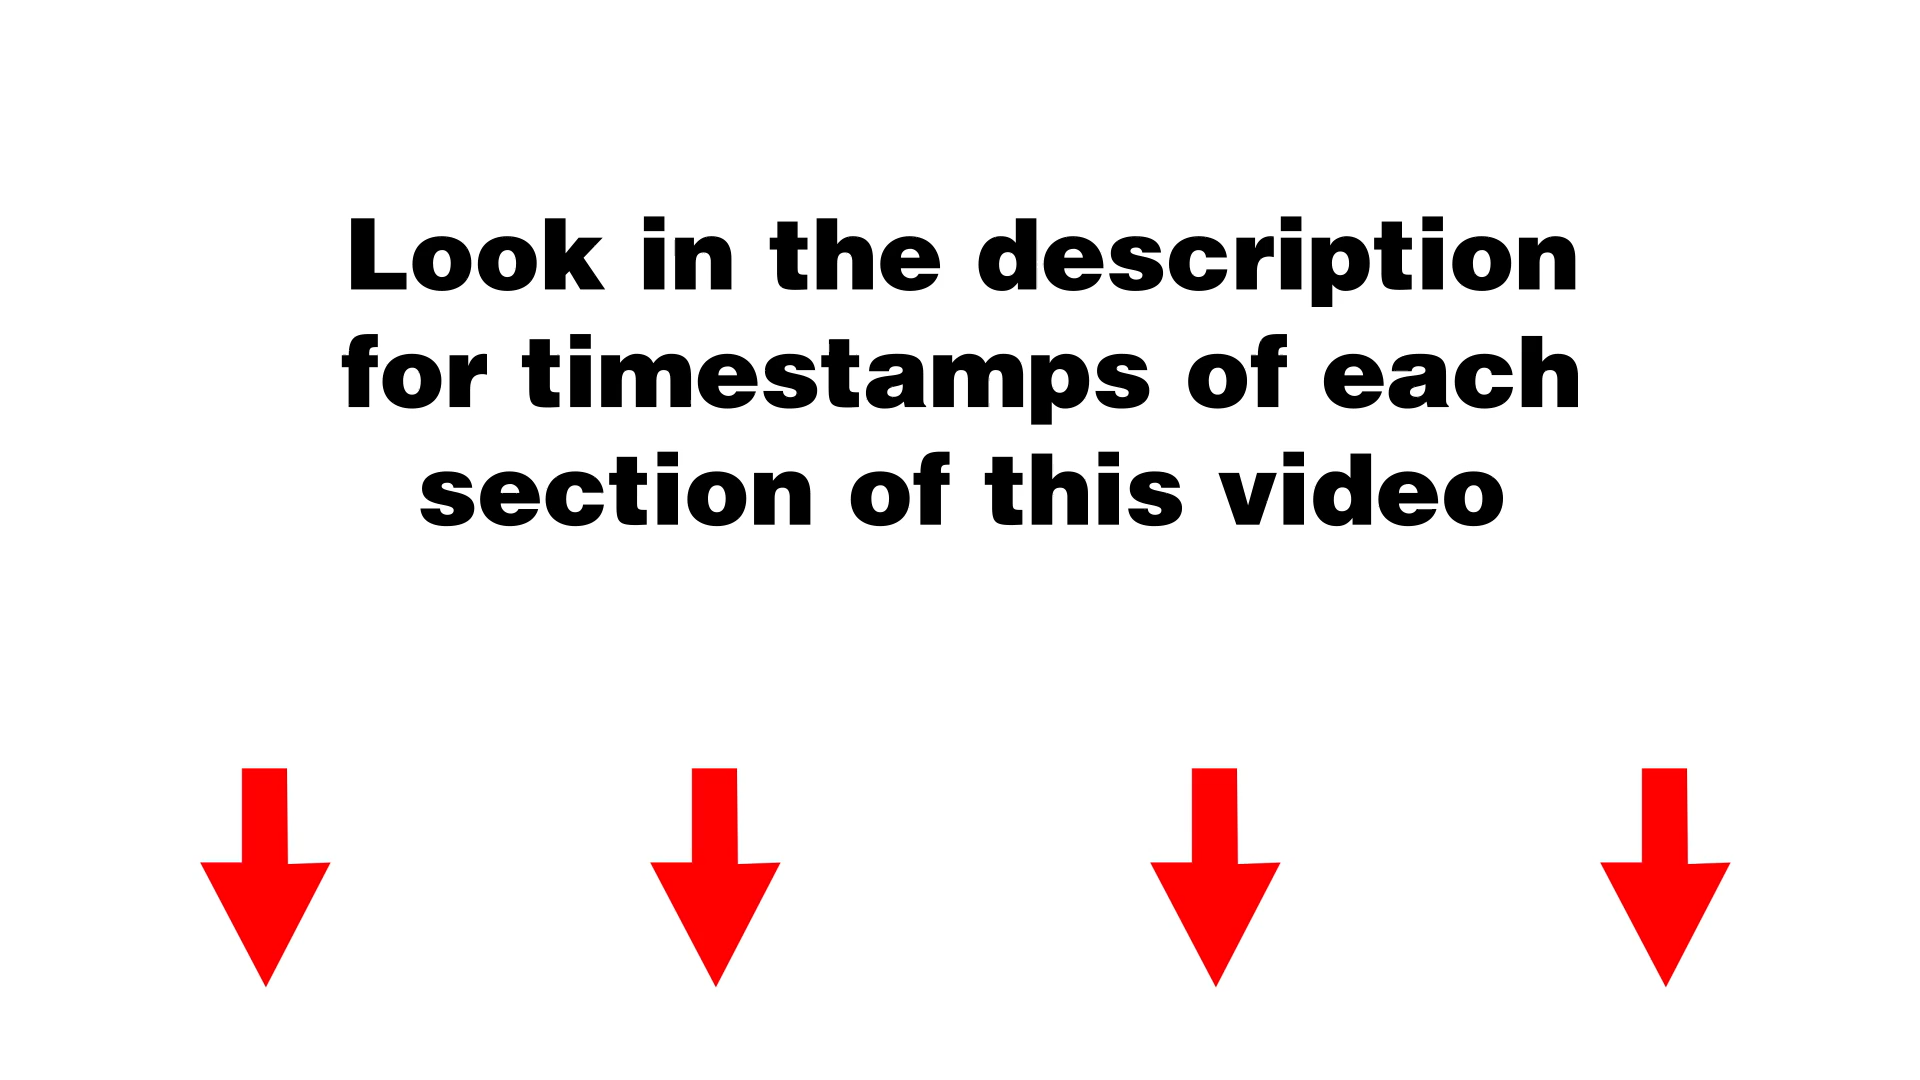 Look in the description
for timestamps of each
section of this video